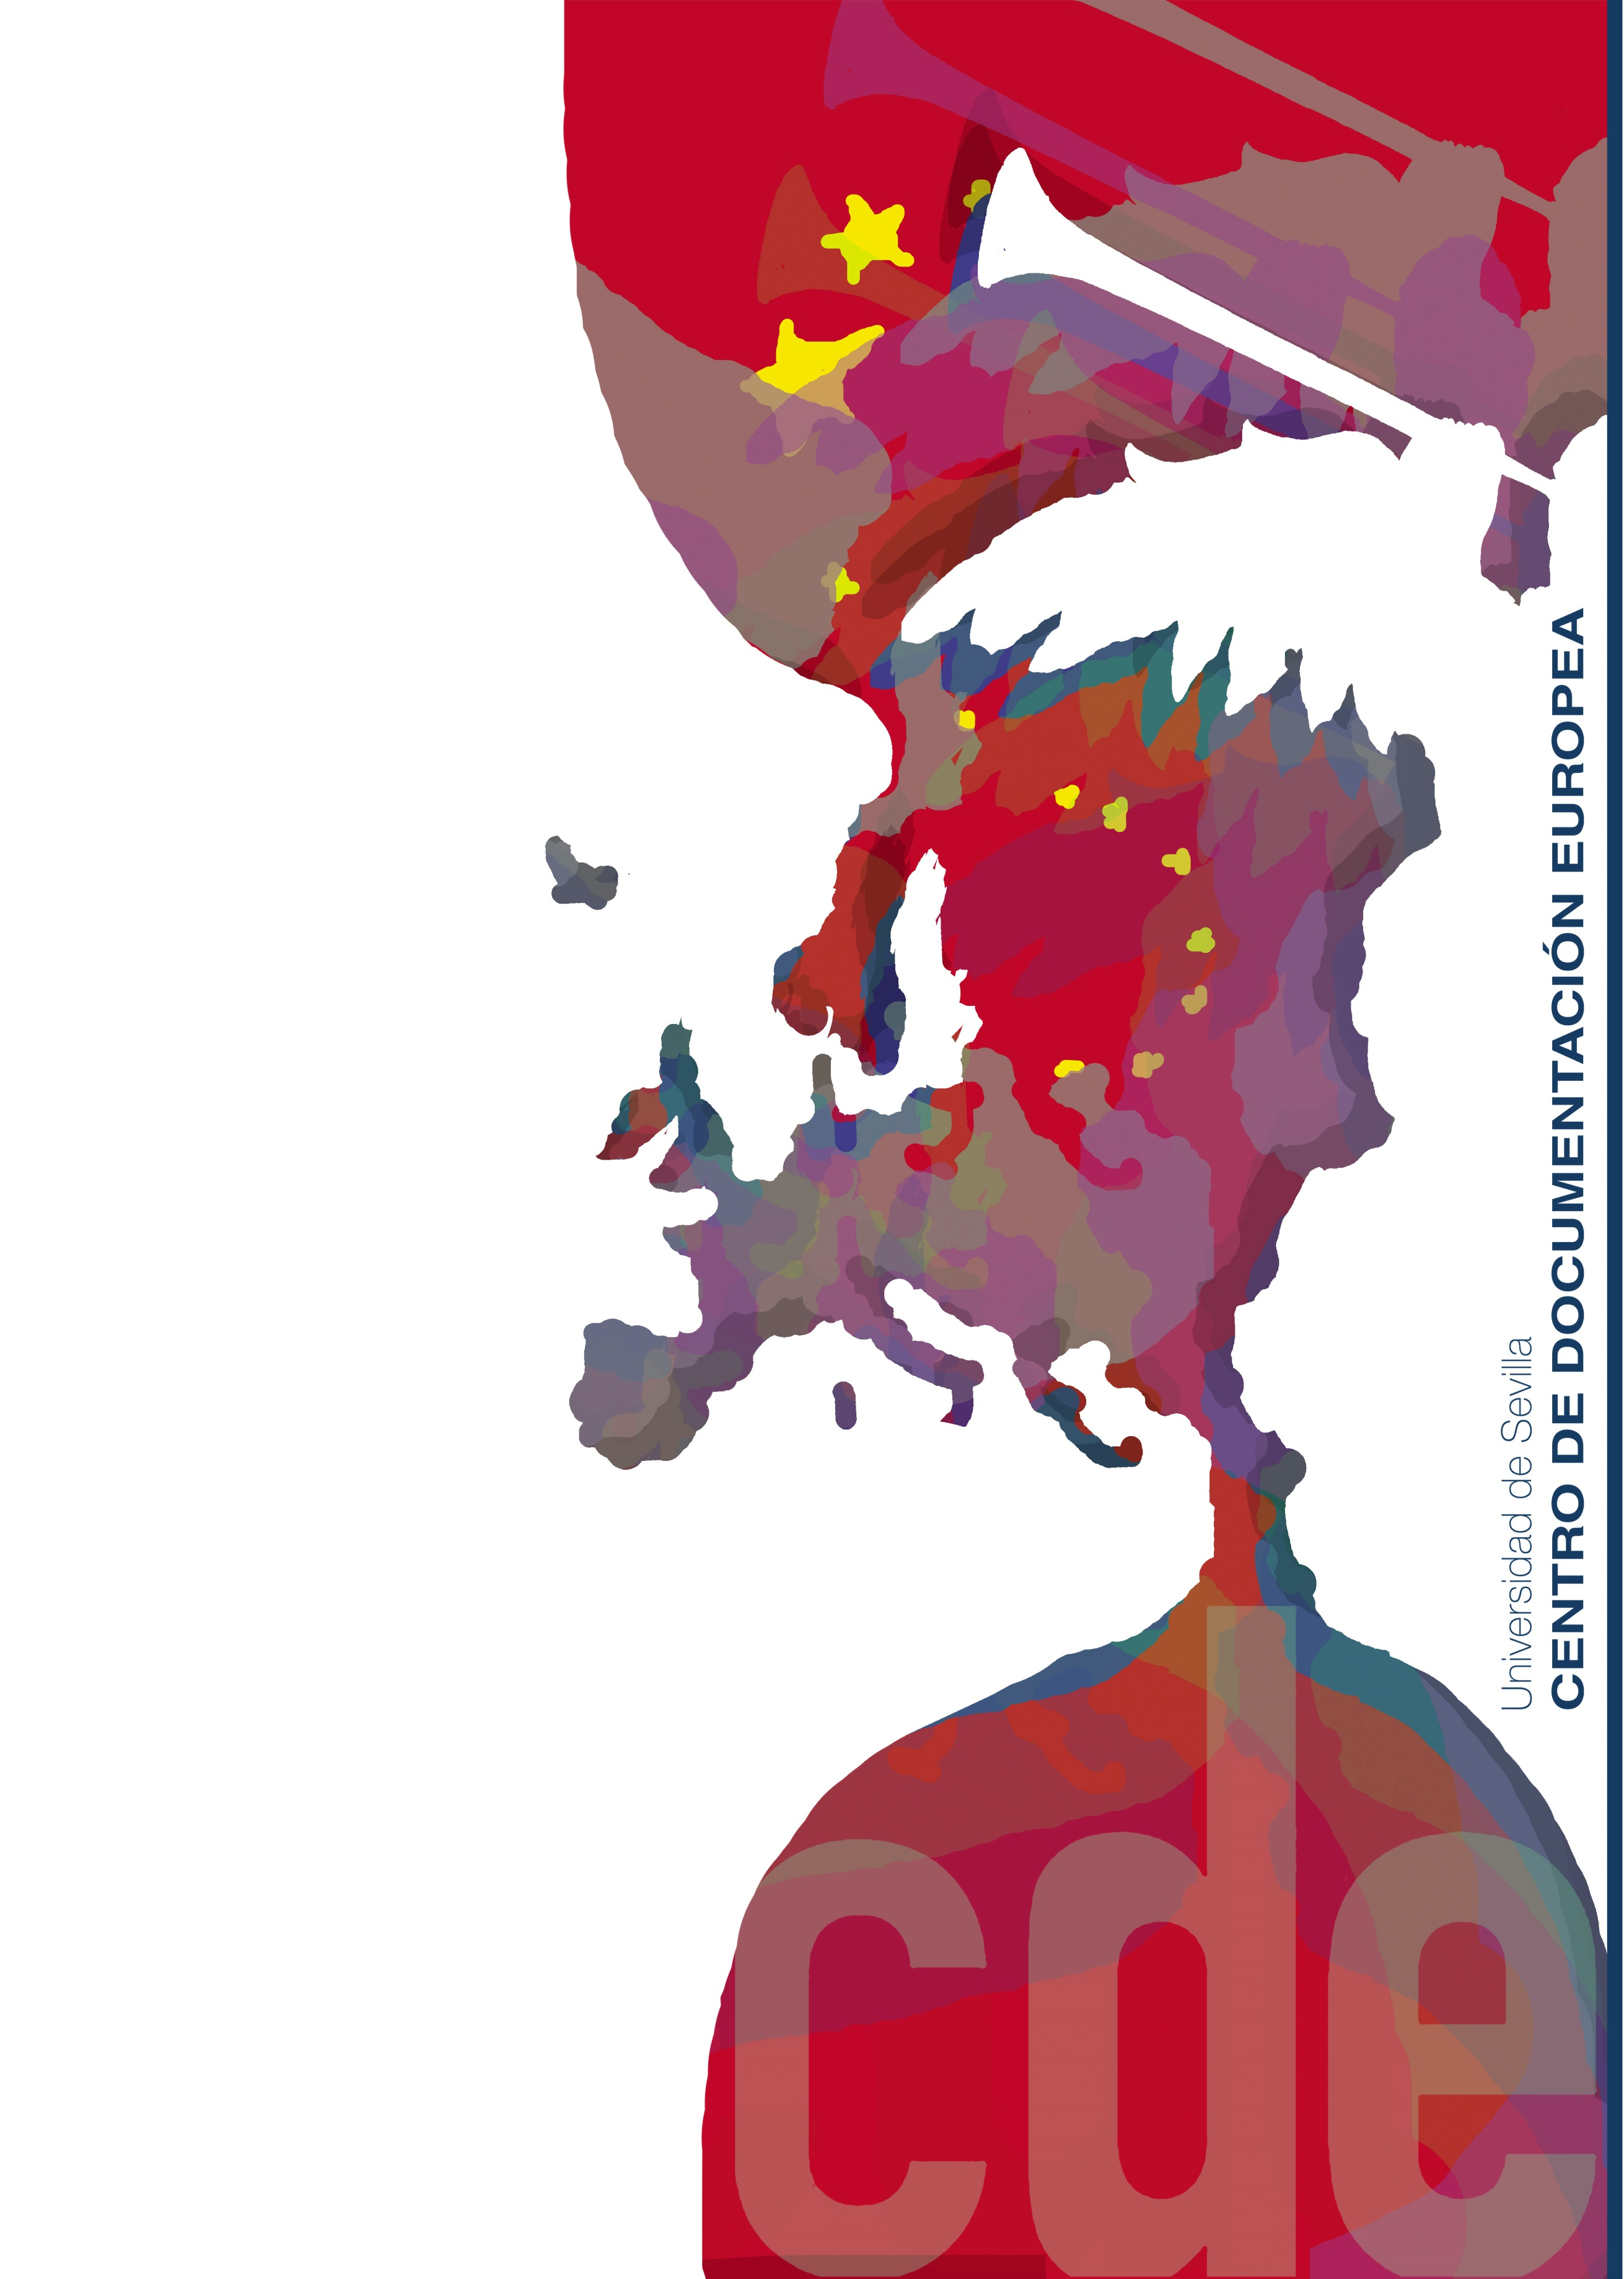 Universidad de Sevilla
CENTRO DE DOCUMENTACIÓN EUROPEA
cde